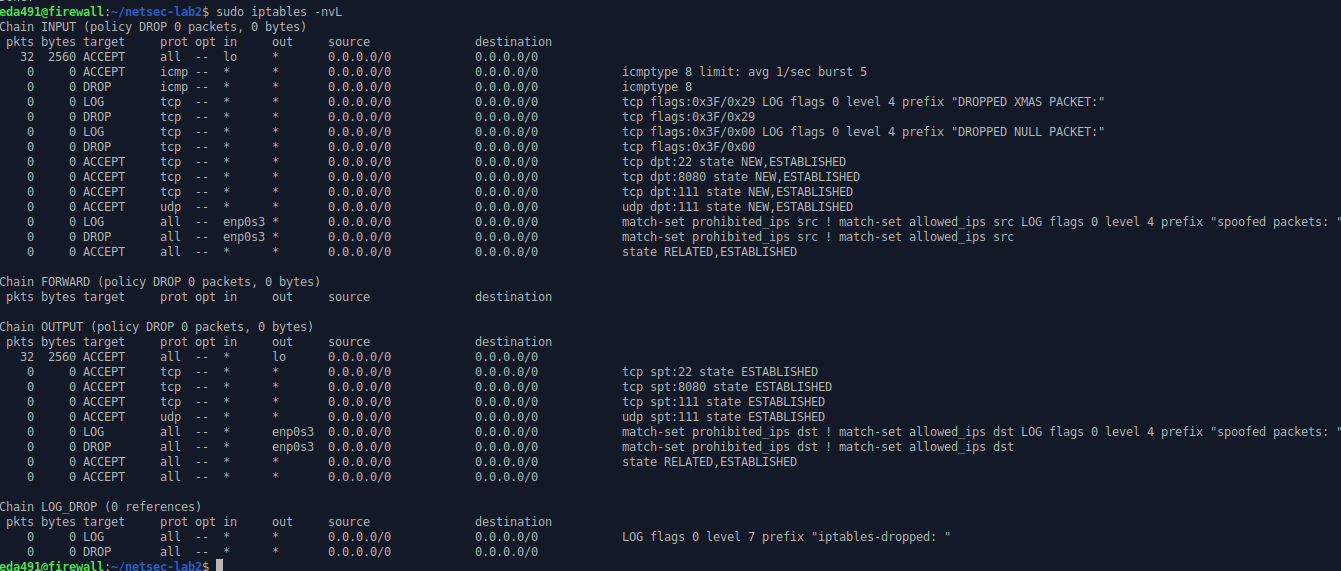 eda491@firewall:~/netsec-lab2$ sudo iptables -nvL
Chain INPUT (policy DROP 0 packets, 0 bytes)
 pkts bytes target     prot opt in     out     source               destination
   32  2560 ACCEPT     all  --  lo     *       0.0.0.0/0            0.0.0.0/0
    0     0 ACCEPT     icmp --  *      *       0.0.0.0/0            0.0.0.0/0            icmptype 8 limit: avg 1/sec burst 5
    0     0 DROP       icmp --  *      *       0.0.0.0/0            0.0.0.0/0            icmptype 8
    0     0 LOG        tcp  --  *      *       0.0.0.0/0            0.0.0.0/0            tcp flags:0x3F/0x29 LOG flags 0 level 4 prefix "DROPPED XMAS PACKET:"
    0     0 DROP       tcp  --  *      *       0.0.0.0/0            0.0.0.0/0            tcp flags:0x3F/0x29
    0     0 LOG        tcp  --  *      *       0.0.0.0/0            0.0.0.0/0            tcp flags:0x3F/0x00 LOG flags 0 level 4 prefix "DROPPED NULL PACKET:"
    0     0 DROP       tcp  --  *      *       0.0.0.0/0            0.0.0.0/0            tcp flags:0x3F/0x00
    0     0 ACCEPT     tcp  --  *      *       0.0.0.0/0            0.0.0.0/0            tcp dpt:22 state NEW,ESTABLISHED
    0     0 ACCEPT     tcp  --  *      *       0.0.0.0/0            0.0.0.0/0            tcp dpt:8080 state NEW,ESTABLISHED
    0     0 ACCEPT     tcp  --  *      *       0.0.0.0/0            0.0.0.0/0            tcp dpt:111 state NEW,ESTABLISHED
    0     0 ACCEPT     udp  --  *      *       0.0.0.0/0            0.0.0.0/0            udp dpt:111 state NEW,ESTABLISHED
    0     0 LOG        all  --  enp0s3 *       0.0.0.0/0            0.0.0.0/0            match-set prohibited_ips src ! match-set allowed_ips src LOG flags 0 level 4 prefix "spoofed packets: "
    0     0 DROP       all  --  enp0s3 *       0.0.0.0/0            0.0.0.0/0            match-set prohibited_ips src ! match-set allowed_ips src
    0     0 ACCEPT     all  --  *      *       0.0.0.0/0            0.0.0.0/0            state RELATED,ESTABLISHED
Chain FORWARD (policy DROP 0 packets, 0 bytes)
 pkts bytes target     prot opt in     out     source               destination
Chain OUTPUT (policy DROP 0 packets, 0 bytes)
 pkts bytes target     prot opt in     out     source               destination
   32  2560 ACCEPT     all  --  *      lo      0.0.0.0/0            0.0.0.0/0
    0     0 ACCEPT     tcp  --  *      *       0.0.0.0/0            0.0.0.0/0            tcp spt:22 state ESTABLISHED
    0     0 ACCEPT     tcp  --  *      *       0.0.0.0/0            0.0.0.0/0            tcp spt:8080 state ESTABLISHED
    0     0 ACCEPT     tcp  --  *      *       0.0.0.0/0            0.0.0.0/0            tcp spt:111 state ESTABLISHED
    0     0 ACCEPT     udp  --  *      *       0.0.0.0/0            0.0.0.0/0            udp spt:111 state ESTABLISHED
    0     0 LOG        all  --  *      enp0s3  0.0.0.0/0            0.0.0.0/0            match-set prohibited_ips dst ! match-set allowed_ips dst LOG flags 0 level 4 prefix "spoofed packets: "
    0     0 DROP       all  --  *      enp0s3  0.0.0.0/0            0.0.0.0/0            match-set prohibited_ips dst ! match-set allowed_ips dst
    0     0 ACCEPT     all  --  *      *       0.0.0.0/0            0.0.0.0/0            state RELATED,ESTABLISHED
    0     0 ACCEPT     all  --  *      *       0.0.0.0/0            0.0.0.0/0
Chain LOG_DROP (0 references)
 pkts bytes target     prot opt in     out     source               destination
    0     0 LOG        all  --  *      *       0.0.0.0/0            0.0.0.0/0            LOG flags 0 level 7 prefix "iptables-dropped: "
    0     0 DROP       all  --  *      *       0.0.0.0/0            0.0.0.0/0
eda491@firewall:~/netsec-lab2$